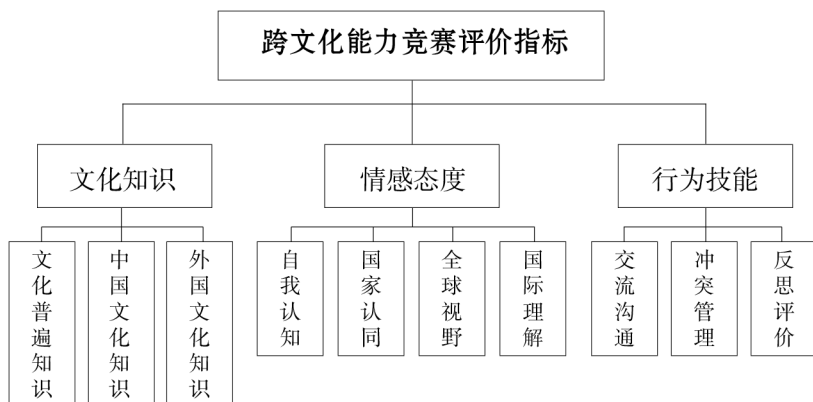 跨文化能力竞赛评价指标
文化知识
情感态度
行为技能
文化普遍知识
中国文化知识
外国文化知识
自我认知
国家认同
全球视野
国际理解
交流沟通
冲突管理
反思评价